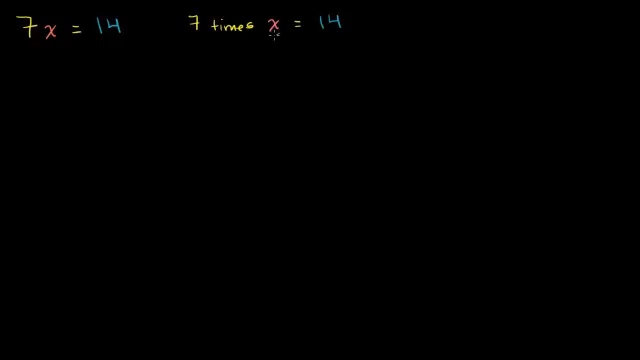 7x = 14 7 times x = 14